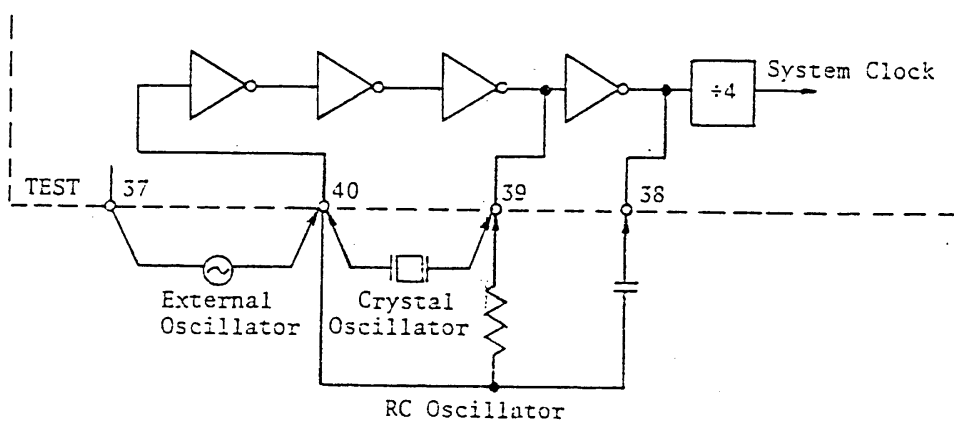 System Clock
÷4
TEST
37
40
39
38
External
Oscillator
Crystal
Oscillator
RC Oscillator